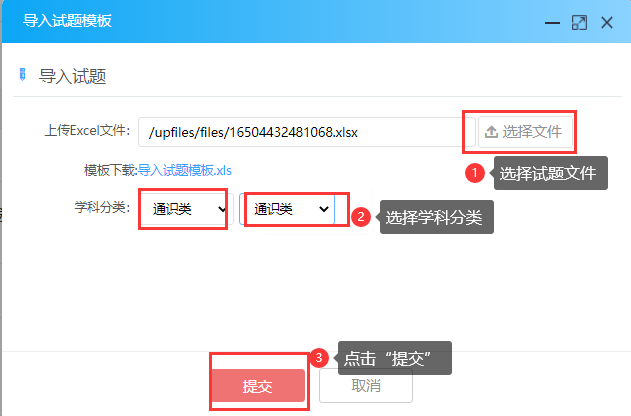 导入试题模板
导入试题
上传Excel文件: /upfiles/files/16504432481068.xlsx 选择文件
1 选择试题文件
模板下载:导入试题模板.xls
学科分类: 通识类 通识类
2 选择学科分类
3 点击“提交”
提交 取消